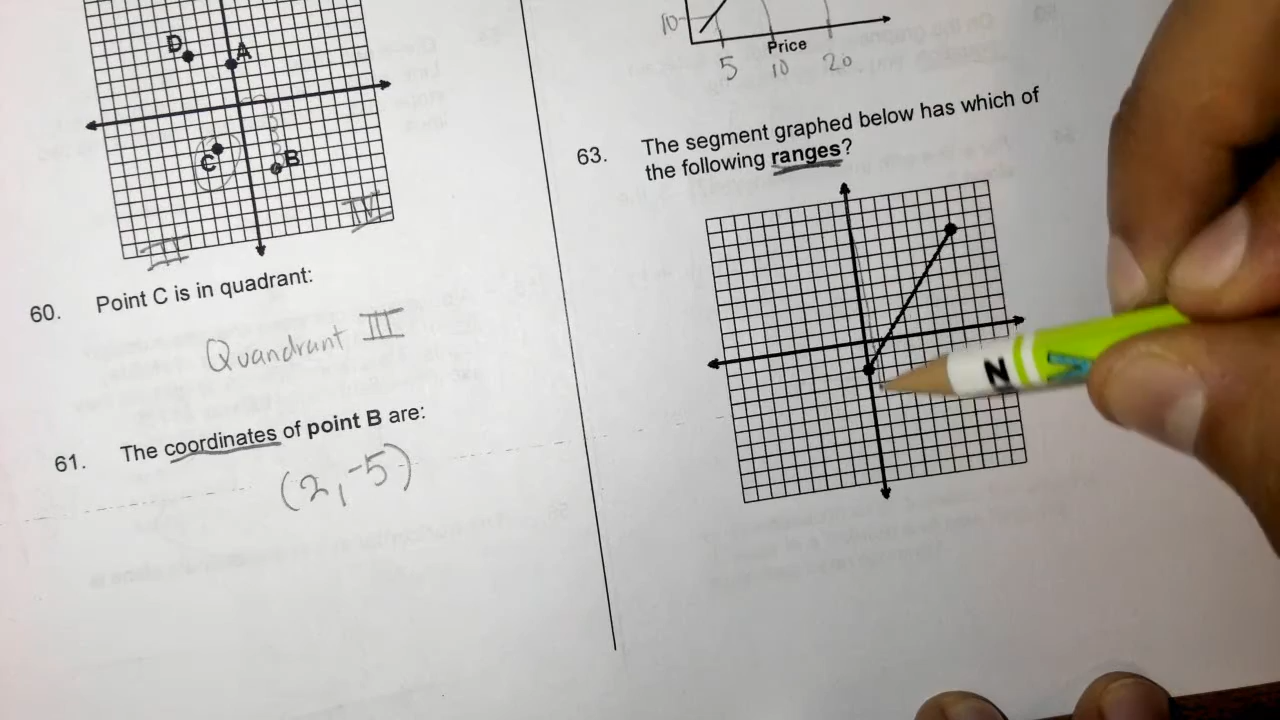 D
A
C
B
III
IV
60. Point C is in quadrant:
Quandrant III
61. The coordinates of point B are:
(2,-5)
10
Price
5 10 20
63. The segment graphed below has which of
the following ranges?